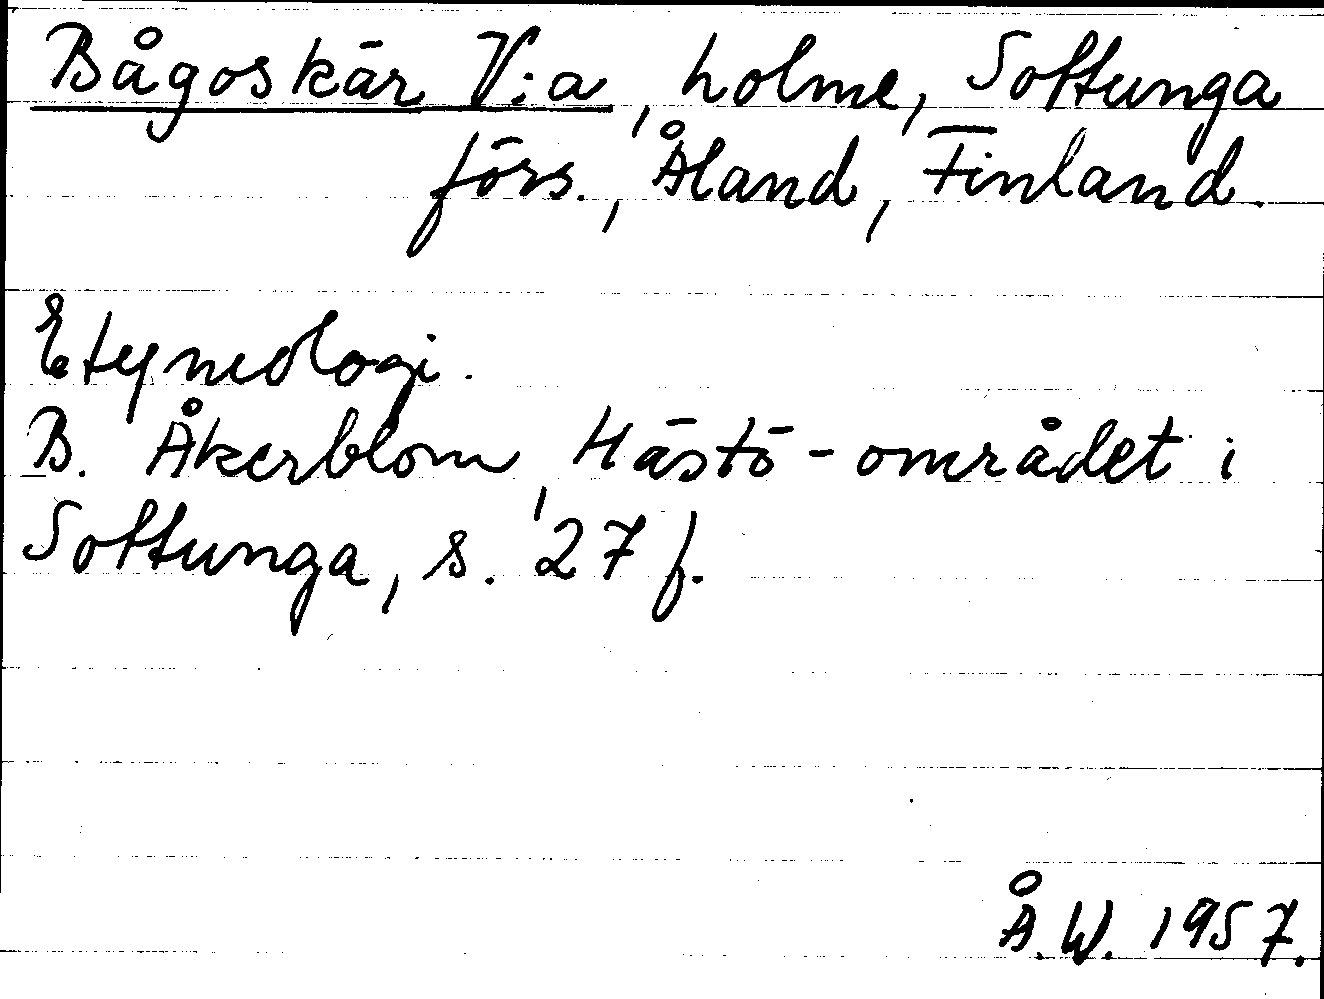 Bågoskär V:a, holme, Sottunga
förs., Åland, Finland.
Etymologi.
B. Åkerblom, Hästö-området i
Sottunga, s. 27 f.
Å.W. 1957.